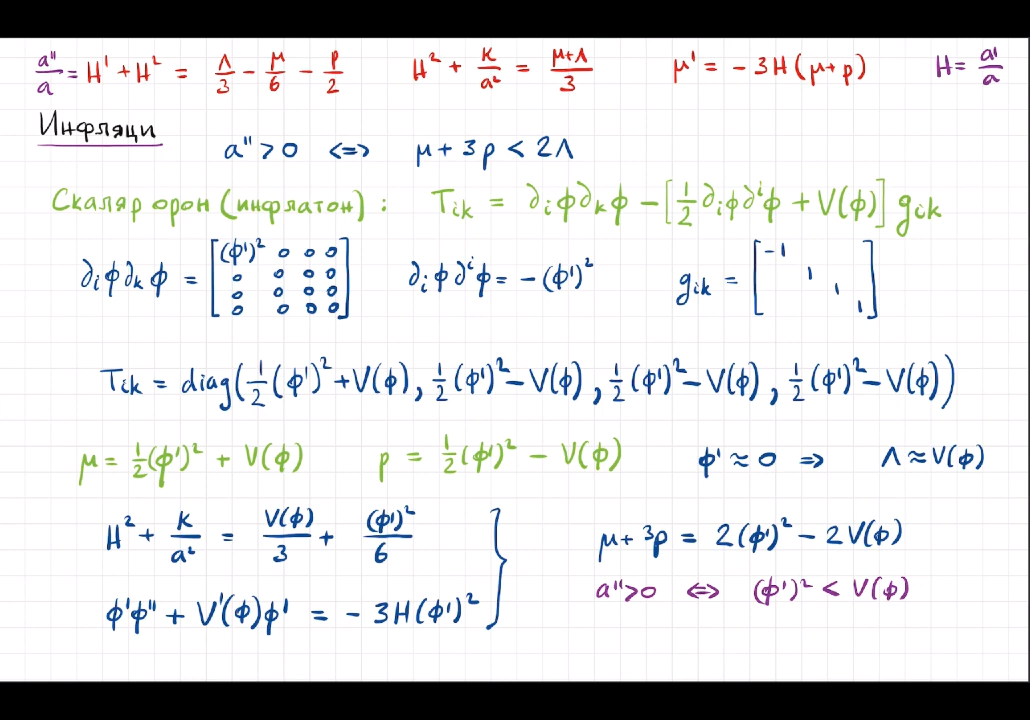 a''/a = H' + H² = Λ/3 - μ/6 - p/2    H² + k/a² = (μ+Λ)/3    μ' = - 3H(μ+p)    H = a'/a
Инфляци
a'' > 0 <=> μ + 3p < 2Λ
Скаляр орон (инфлатон) : T_ik = ∂_iϕ∂_kϕ - [1/2 ∂_iϕ∂^iϕ + V(ϕ)] g_ik
∂_iϕ∂_kϕ = [(ϕ')² 0 0 0; 0 0 0 0; 0 0 0 0; 0 0 0 0]    ∂_iϕ∂^iϕ = - (ϕ')²    g_ik = [-1 1 1 1]
T_ik = diag(1/2(ϕ')² + V(ϕ), 1/2(ϕ')² - V(ϕ), 1/2(ϕ')² - V(ϕ), 1/2(ϕ')² - V(ϕ))
μ = 1/2(ϕ')² + V(ϕ)    p = 1/2(ϕ')² - V(ϕ)    ϕ' ≈ 0 => Λ ≈ V(ϕ)
H² + k/a² = V(ϕ)/3 + (ϕ')²/6    μ + 3p = 2(ϕ')² - 2V(ϕ)
a'' > 0 <=> (ϕ')² < V(ϕ)
ϕ'ϕ'' + V'(ϕ)ϕ' = - 3H(ϕ')²